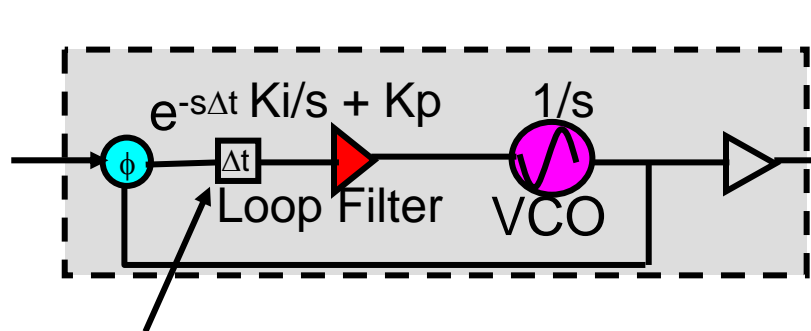 e-sΔt Ki/s + Kp 1/s
ϕ Δt
Loop Filter VCO